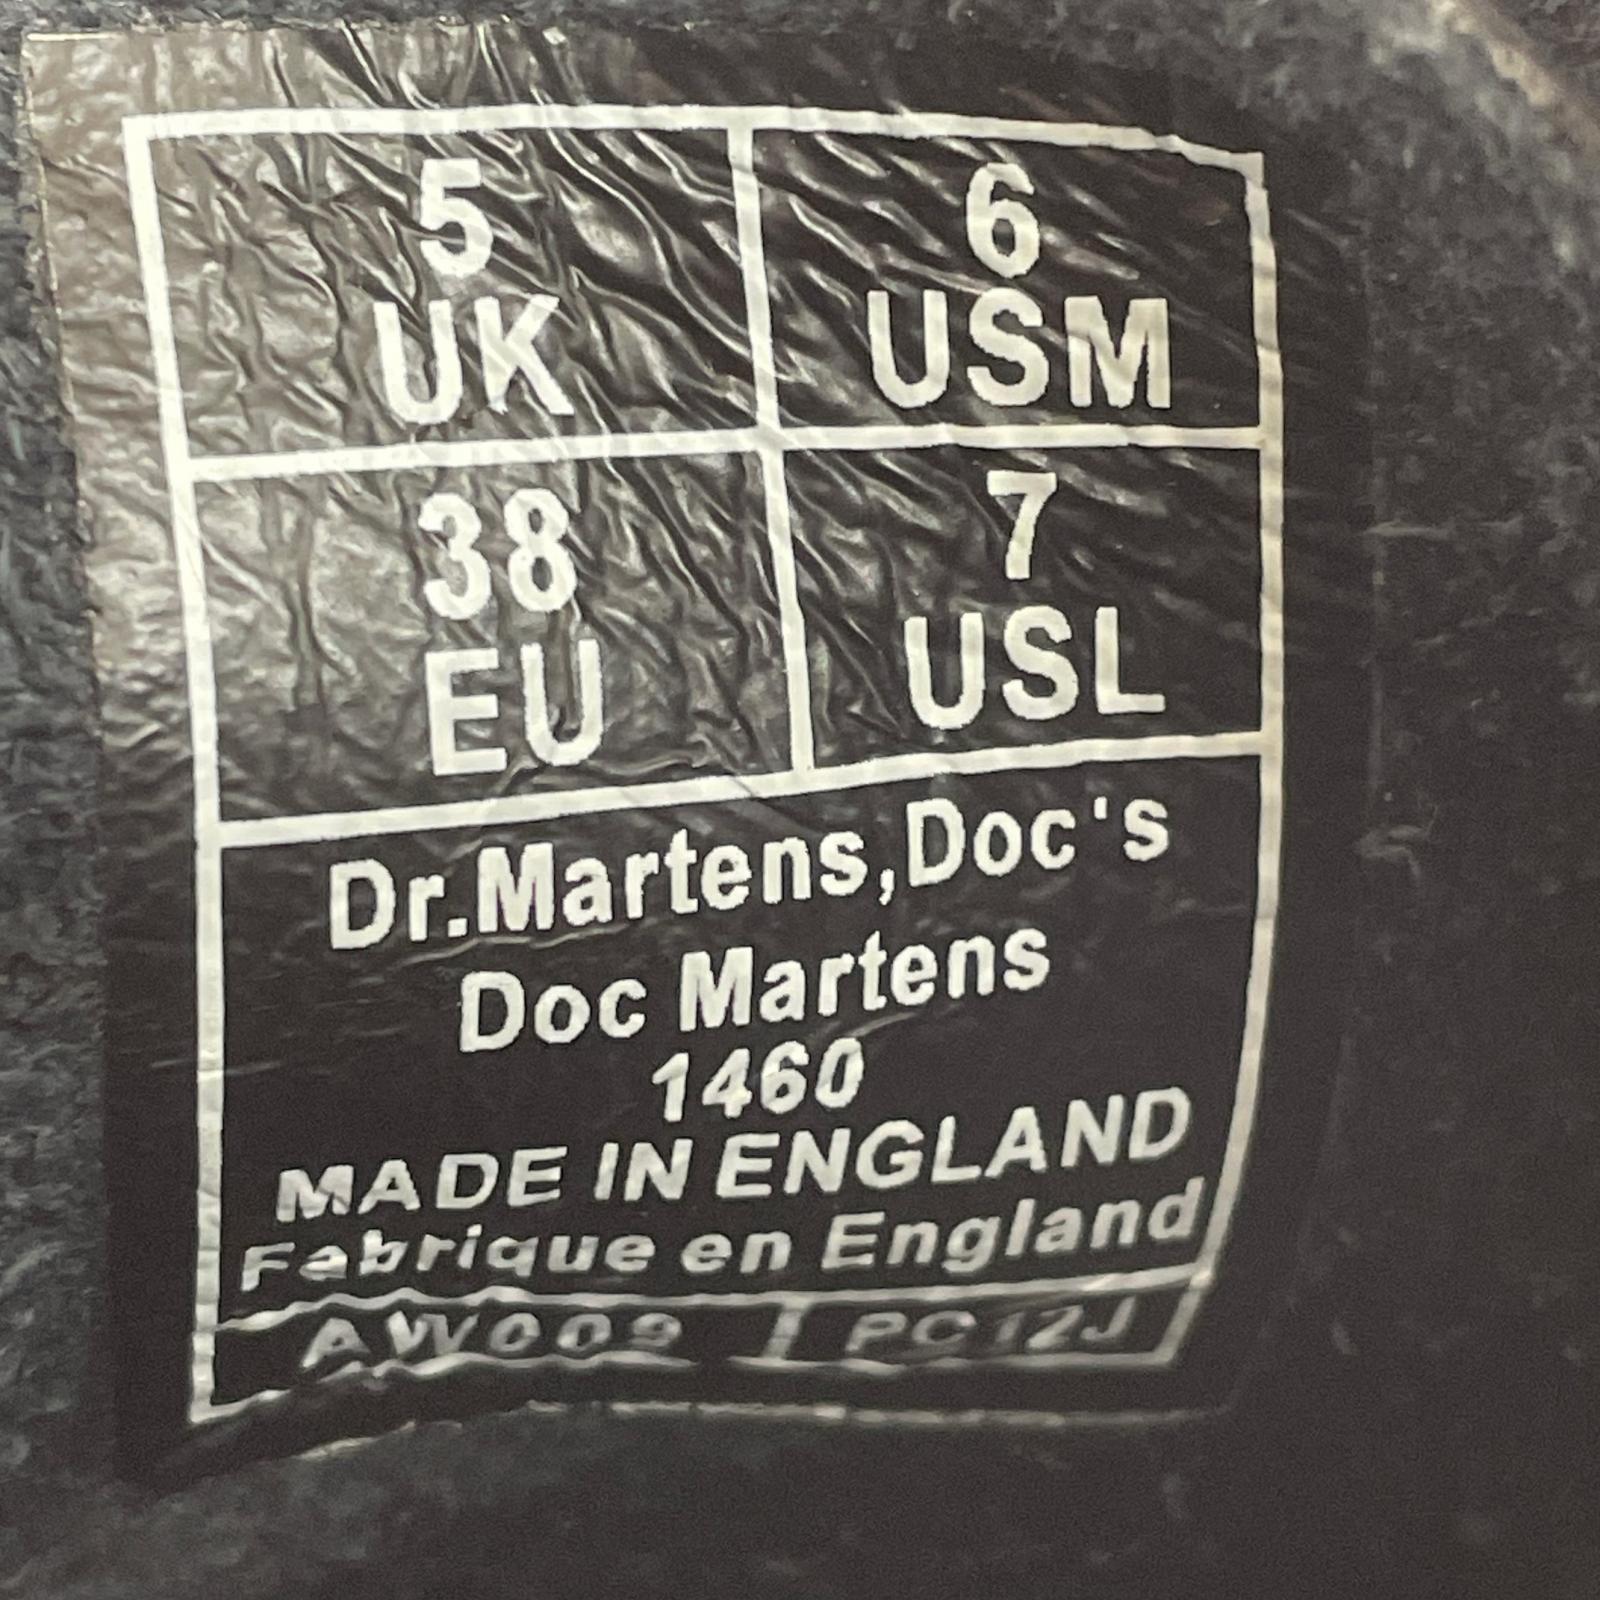 5
UK
6
USM
38
EU
7
USL
Dr.Martens,Doc's
Doc Martens
1460
MADE IN ENGLAND
Fabrique en England
AW009
PC12J